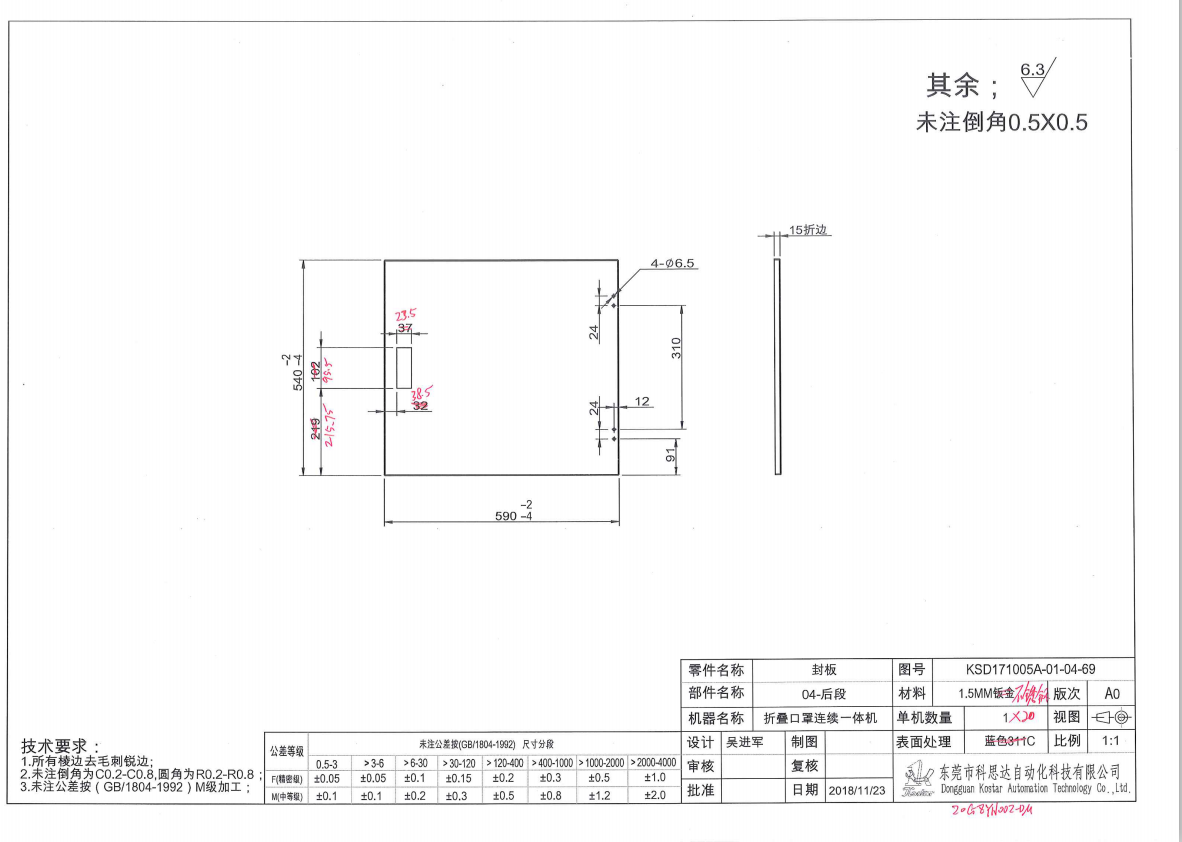 其余；
6.3
未注倒角0.5X0.5
15折边
4-Ø6.5
23.5
37
24
310
540 -2 -4
102
95.5
38.5
32
24
12
219
215.75
91
590 -2 -4
零件名称 封板 图号 KSD171005A-01-04-69
部件名称 04-后段 材料 1.5MM钣金 不锈钢 版次 A0
机器名称 折叠口罩连续一体机 单机数量 1 X20 视图
设计 吴进军 制图 表面处理 蓝色311C 比例 1:1
审核 复核
批准 日期 2018/11/23
东莞市科思达自动化科技有限公司
Dongguan Kostar Automation Technology Co.,Ltd.
技术要求：
1.所有棱边去毛刺锐边;
2.未注倒角为C0.2-C0.8,圆角为R0.2-R0.8；
3.未注公差按（GB/1804-1992）M级加工；
公差等级 未注公差按(GB/1804-1992) 尺寸分段
0.5-3 >3-6 >6-30 >30-120 >120-400 >400-1000 >1000-2000 >2000-4000
F(精密级) ±0.05 ±0.05 ±0.1 ±0.15 ±0.2 ±0.3 ±0.5 ±1.0
M(中等级) ±0.1 ±0.1 ±0.2 ±0.3 ±0.5 ±0.8 ±1.2 ±2.0